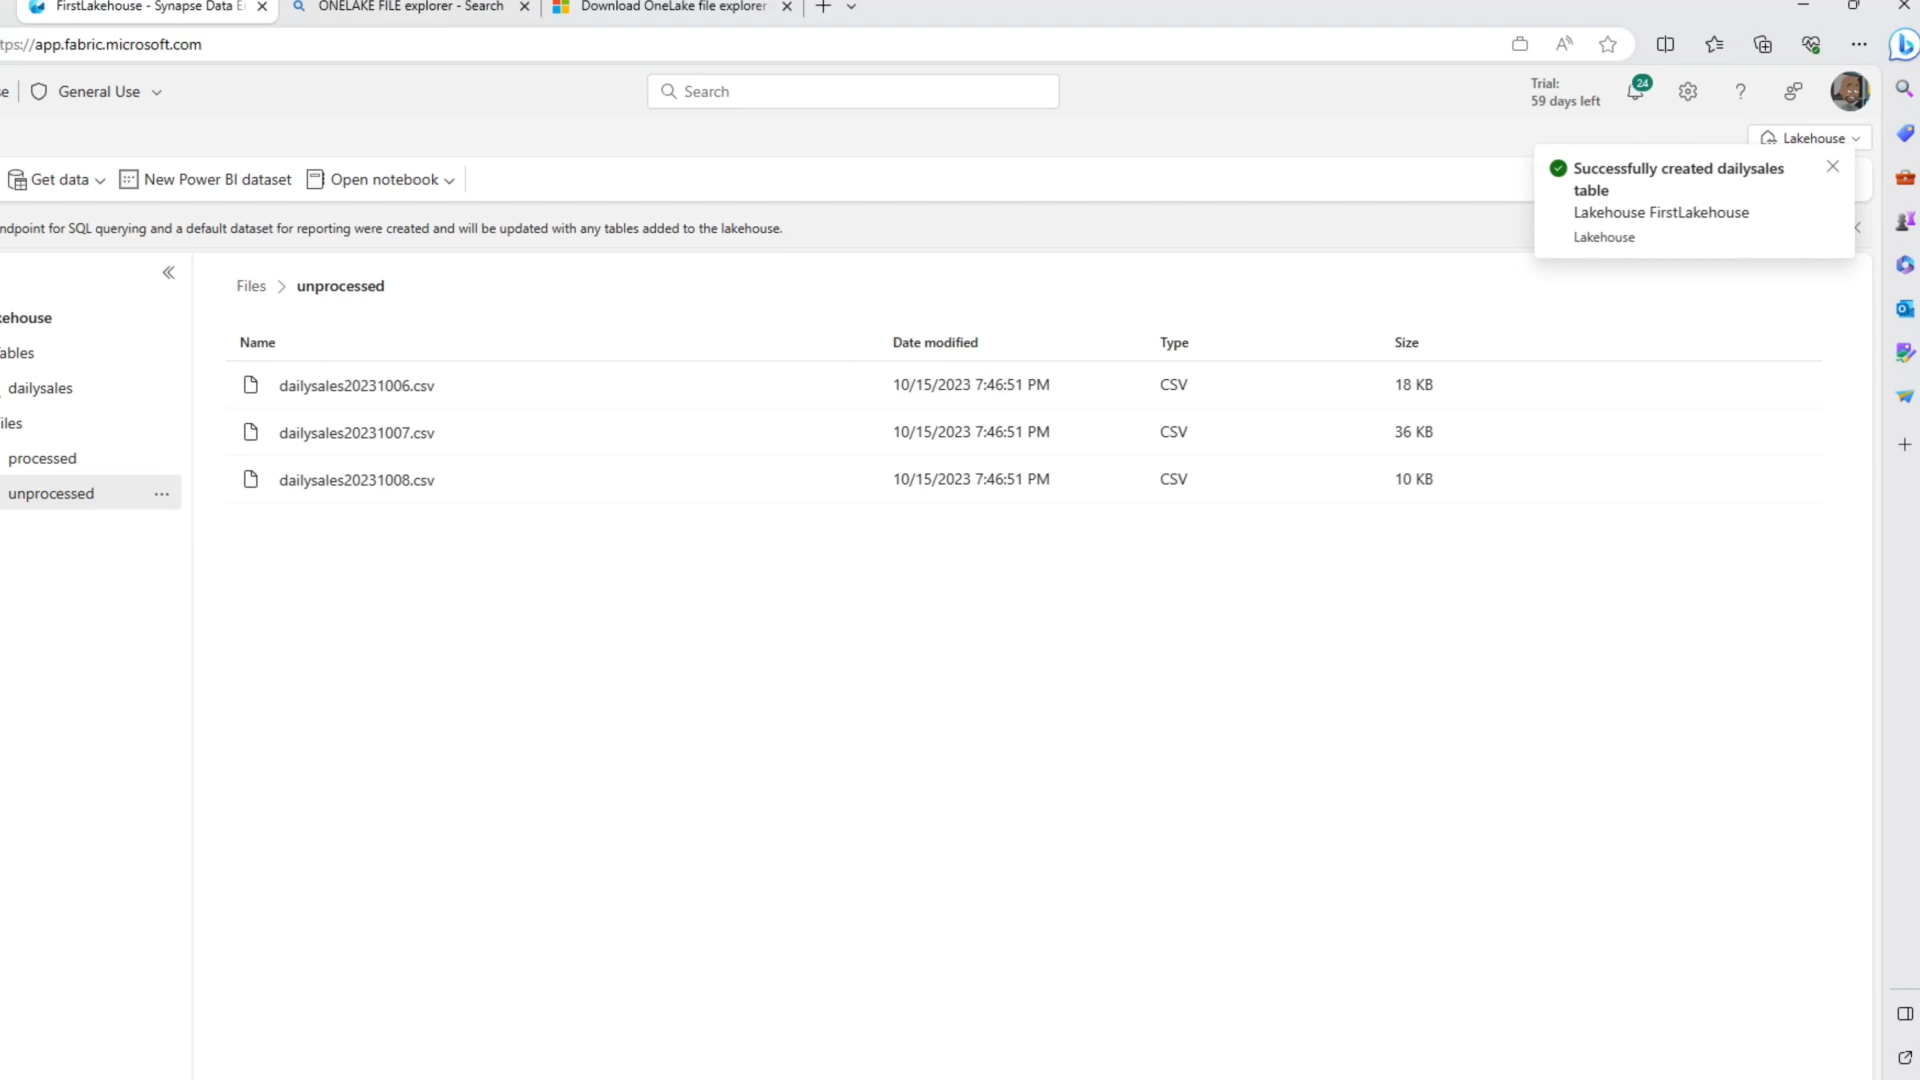 FirstLakehouse - Synapse Data E
ONELAKE FILE explorer - Search
Download OneLake file explorer
tps://app.fabric.microsoft.com
se
General Use
Search
Trial:
59 days left
24
Lakehouse
Get data
New Power BI dataset
Open notebook
Successfully created dailysales
table
Lakehouse FirstLakehouse
Lakehouse
ndpoint for SQL querying and a default dataset for reporting were created and will be updated with any tables added to the lakehouse.
kehouse
ables
dailysales
iles
processed
unprocessed
Files > unprocessed
Name Date modified Type Size
dailysales20231006.csv 10/15/2023 7:46:51 PM CSV 18 KB
dailysales20231007.csv 10/15/2023 7:46:51 PM CSV 36 KB
dailysales20231008.csv 10/15/2023 7:46:51 PM CSV 10 KB